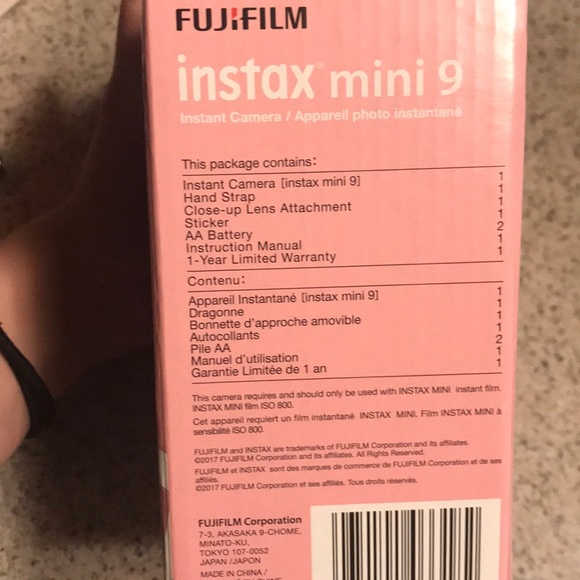 FUJIFILM
instax mini 9
Instant Camera / Appareil photo instantané
This package contains:
Instant Camera [instax mini 9] 1
Hand Strap 1
Close-up Lens Attachment 1
Sticker 1
AA Battery 2
Instruction Manual 1
1-Year Limited Warranty 1
Contenu:
Appareil Instantané [instax mini 9] 1
Dragonne 1
Bonnette d'approche amovible 1
Autocollants 1
Pile AA 2
Manuel d'utilisation 1
Garantie Limitée de 1 an 1
This camera requires and should only be used with INSTAX MINI instant film.
INSTAX MINI film ISO 800.
Cet appareil requiert un film instantané INSTAX MINI. Film INSTAX MINI à
sensibilité ISO 800.
FUJIFILM and INSTAX are trademarks of FUJIFILM Corporation and its affiliates.
©2017 FUJIFILM Corporation and its affiliates. All Rights Reserved.
FUJIFILM et INSTAX sont des marques de commerce de FUJIFILM Corporation et de ses
affiliés.
©2017 FUJIFILM Corporation et ses affiliés. Tous droits réservés.
FUJIFILM Corporation
7-3, AKASAKA 9-CHOME,
MINATO-KU,
TOKYO 107-0052
JAPAN /JAPON
MADE IN CHINA /